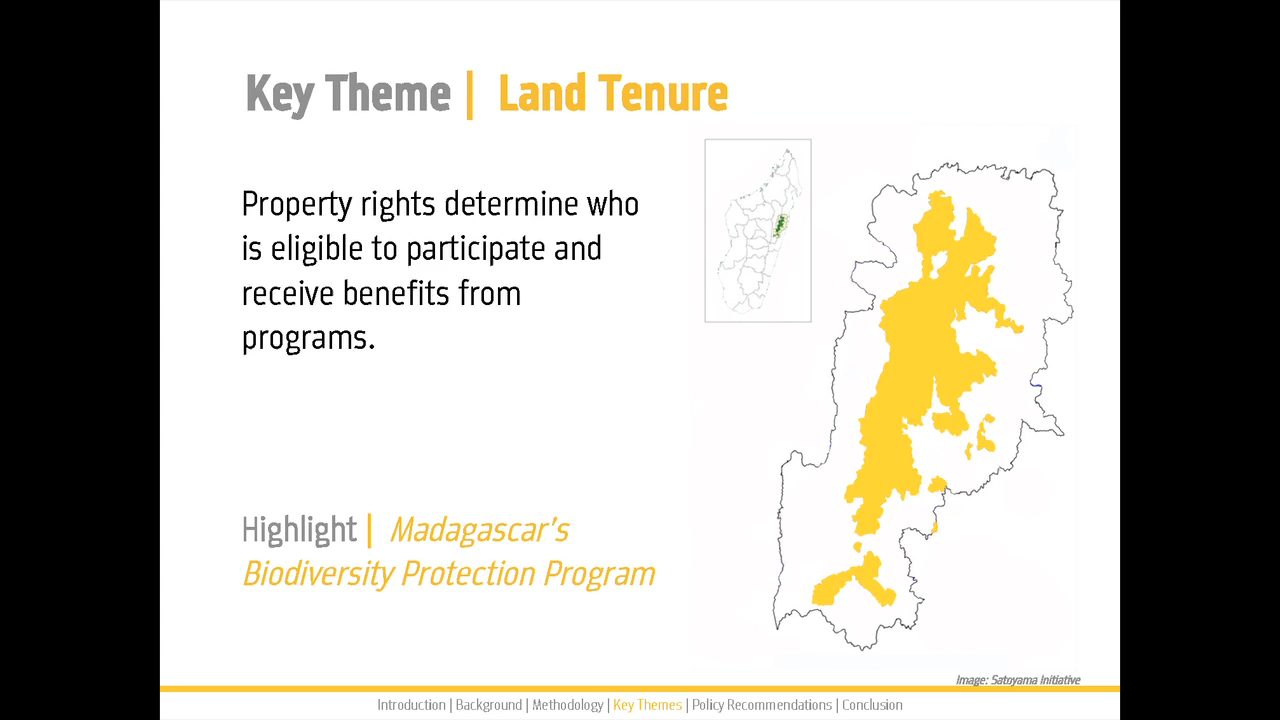 Key Theme | Land Tenure
Property rights determine who
is eligible to participate and
receive benefits from
programs.
Highlight | Madagascar's
Biodiversity Protection Program
Image: Satoyama Initiative
Introduction | Background | Methodology | Key Themes | Policy Recommendations | Conclusion